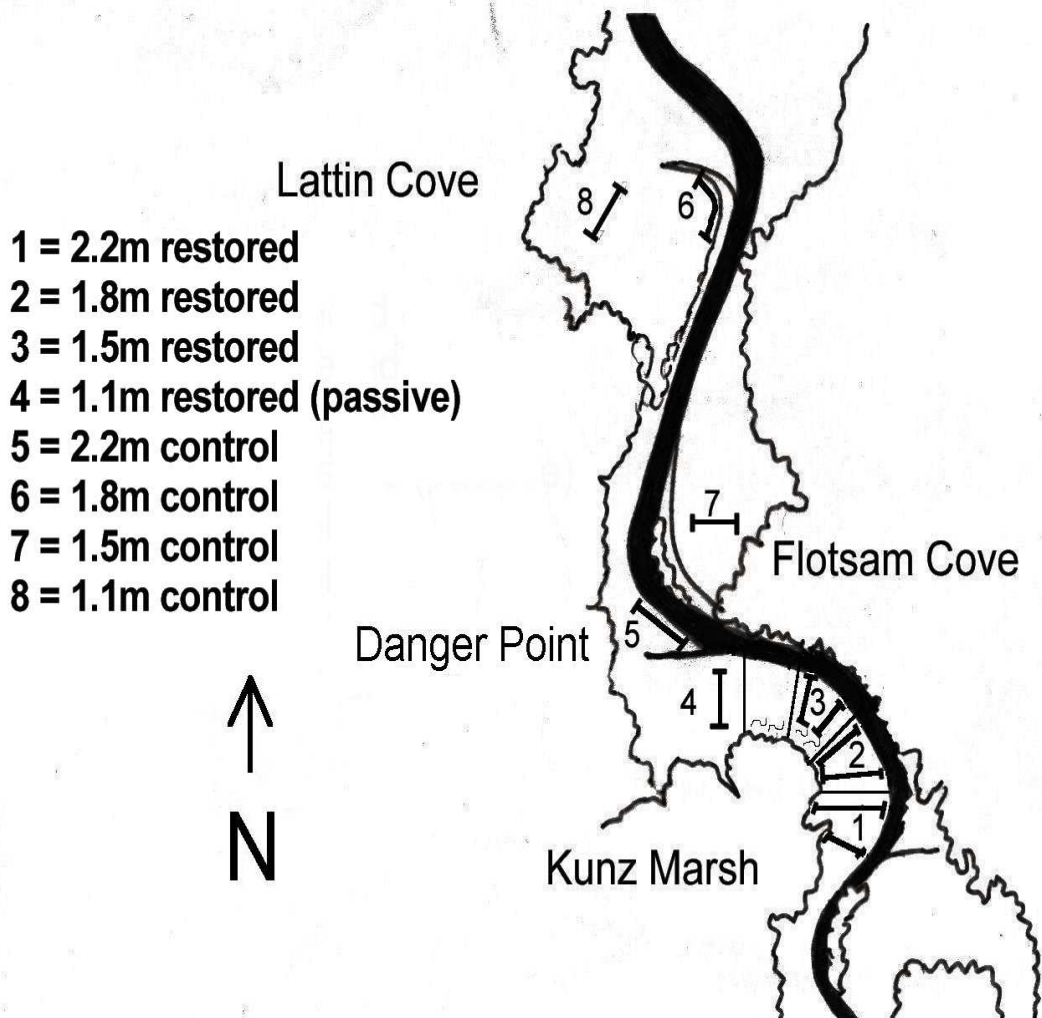 Lattin Cove
8
6
1 = 2.2m restored
2 = 1.8m restored
3 = 1.5m restored
4 = 1.1m restored (passive)
5 = 2.2m control
6 = 1.8m control
7 = 1.5m control
8 = 1.1m control
7
Flotsam Cove
5
Danger Point
4
3
2
1
N
Kunz Marsh